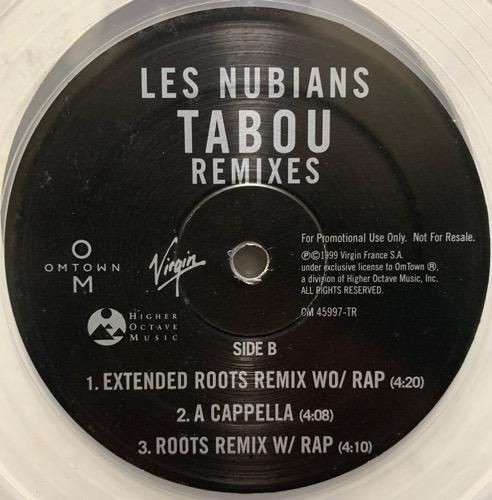 LES NUBIANS
TABOU
REMIXES
For Promotional Use Only. Not For Resale.
℗©1999 Virgin France S.A.
under exclusive license to OmTown ®,
a division of Higher Octave Music, Inc.
ALL RIGHTS RESERVED.
OM 45997-TR
O
OMTOWN
M
Virgin
HIGHER
OCTAVE
MUSIC
SIDE B
1. EXTENDED ROOTS REMIX WO/ RAP (4:20)
2. A CAPPELLA (4:08)
3. ROOTS REMIX W/ RAP (4:10)